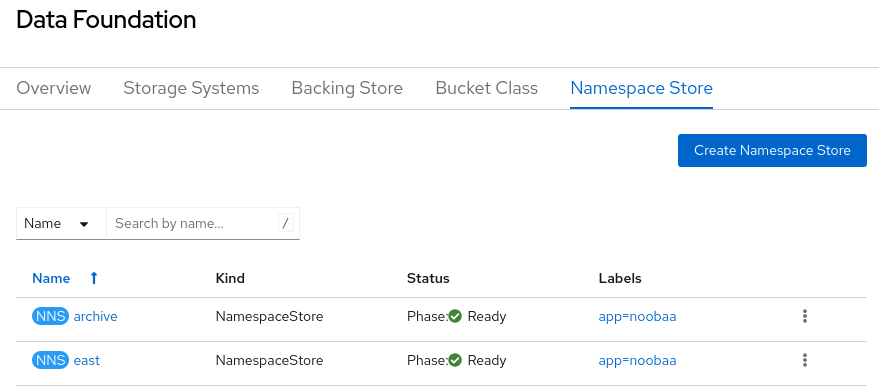 Data Foundation
Overview Storage Systems Backing Store Bucket Class Namespace Store
Create Namespace Store
Name Search by name... /
Name Kind Status Labels
NNS archive NamespaceStore Phase: Ready app=noobaa
NNS east NamespaceStore Phase: Ready app=noobaa